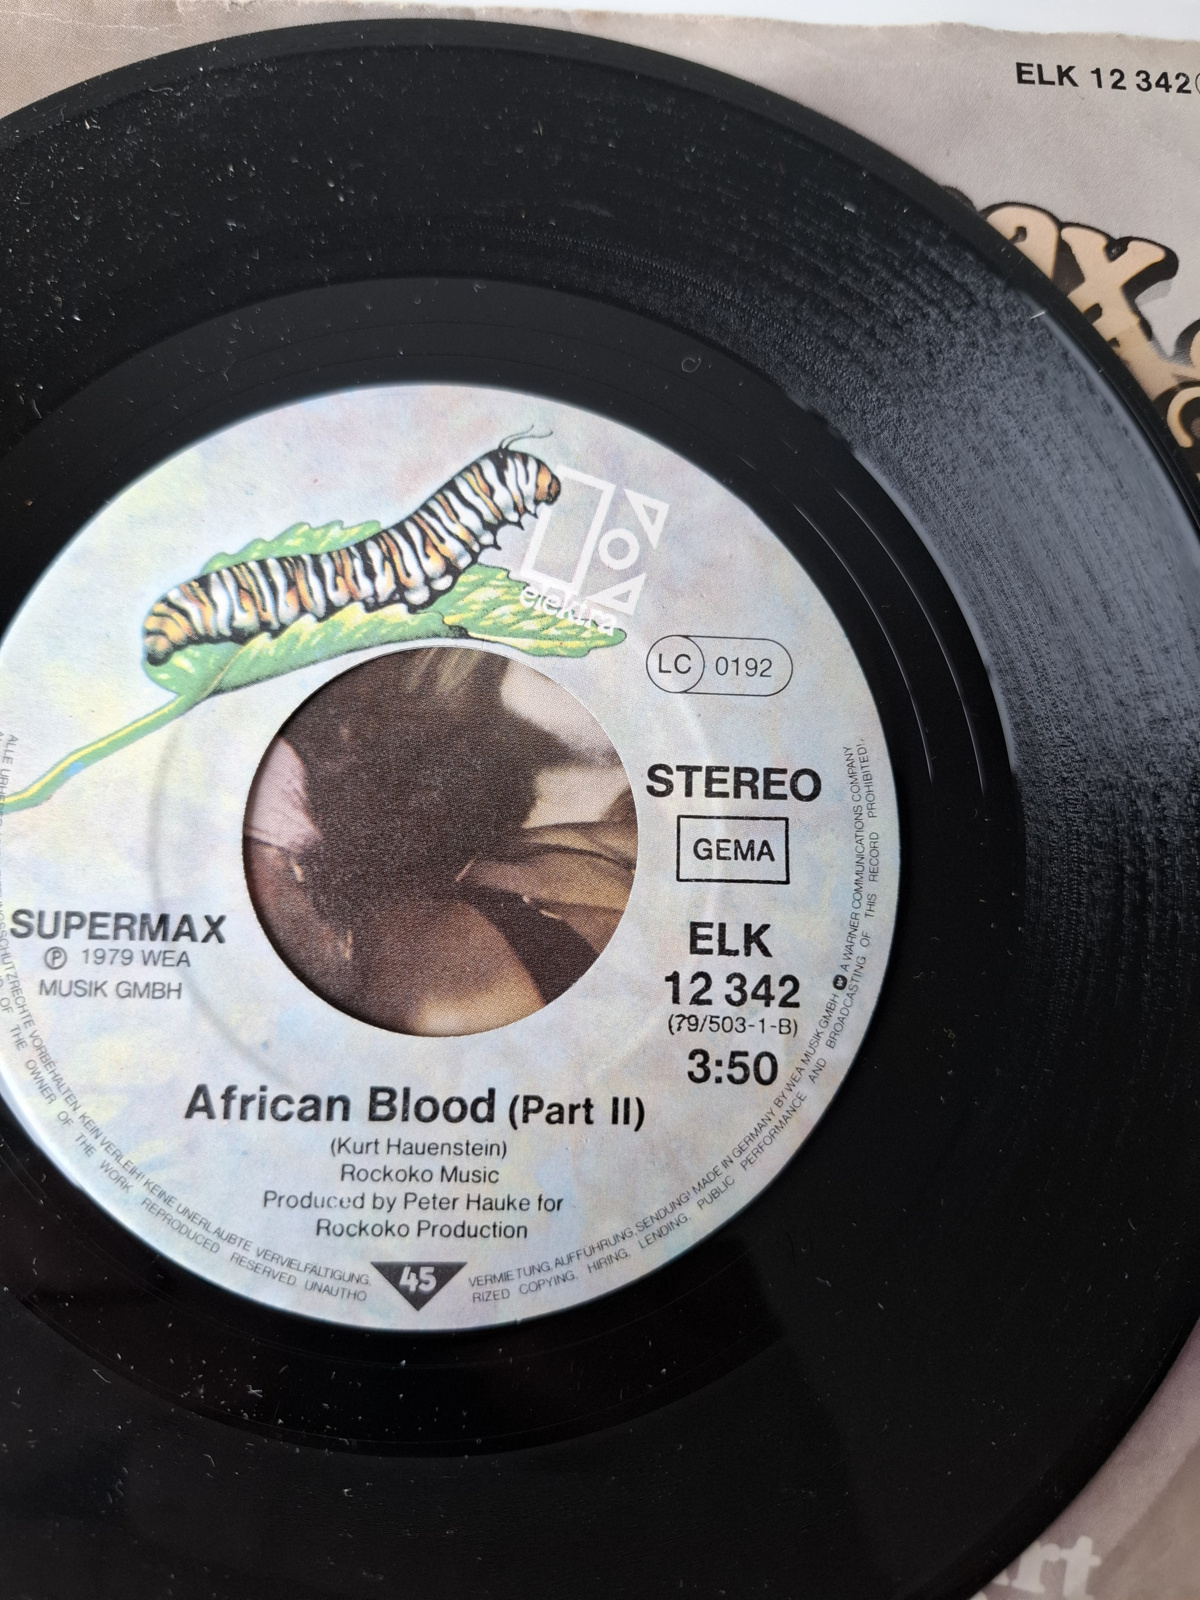 ELK 12 342
ax
elektra
LC 0192
STEREO
GEMA
SUPERMAX
℗ 1979 WEA
MUSIK GMBH
ELK
12 342
(79/503-1-B)
3:50
African Blood (Part II)
(Kurt Hauenstein)
Rockoko Music
Produced by Peter Hauke for
Rockoko Production
45
VORBEHALTEN KEIN VERLEIH! KEINE UNERLAUBTE VERVIELFÄLTIGUNG,
VERMIETUNG, AUFFÜHRUNG, SENDUNG! MADE IN GERMANY BY WEA MUSIK GMBH A WARNER COMMUNICATIONS COMPANY
OF THE OWNER OF THE WORK REPRODUCED RESERVED. UNAUTHO
RIZED COPYING, HIRING, LENDING, PUBLIC PERFORMANCE AND BROADCASTING OF THIS RECORD PROHIBITED!
art